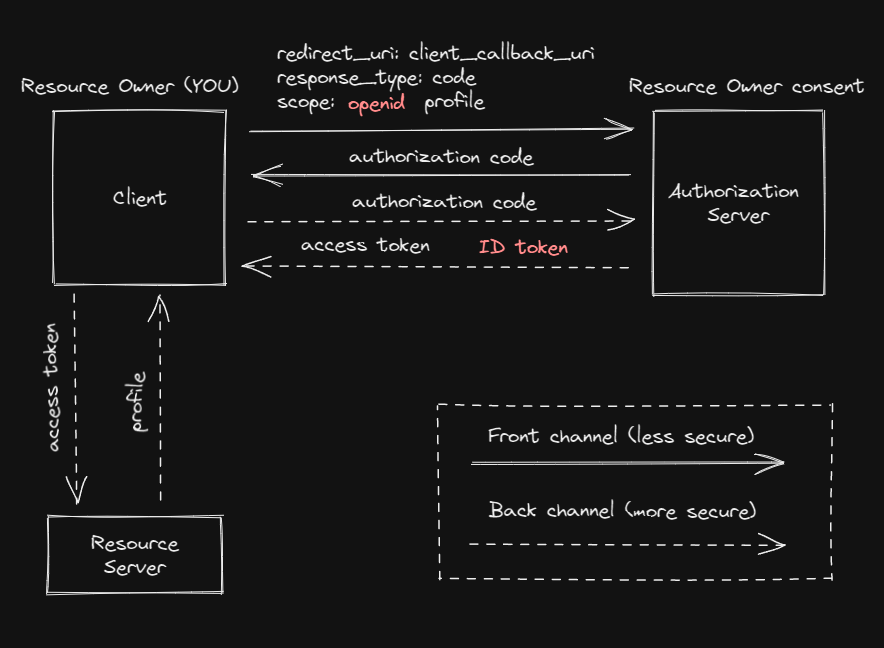 redirect_uri: client_callback_uri
response_type: code
scope: openid profile
Resource Owner (YOU)
Resource Owner consent
Client
authorization code
authorization code
access token ID token
Authorization
Server
access token
profile
Front channel (less secure)
Back channel (more secure)
Resource
Server